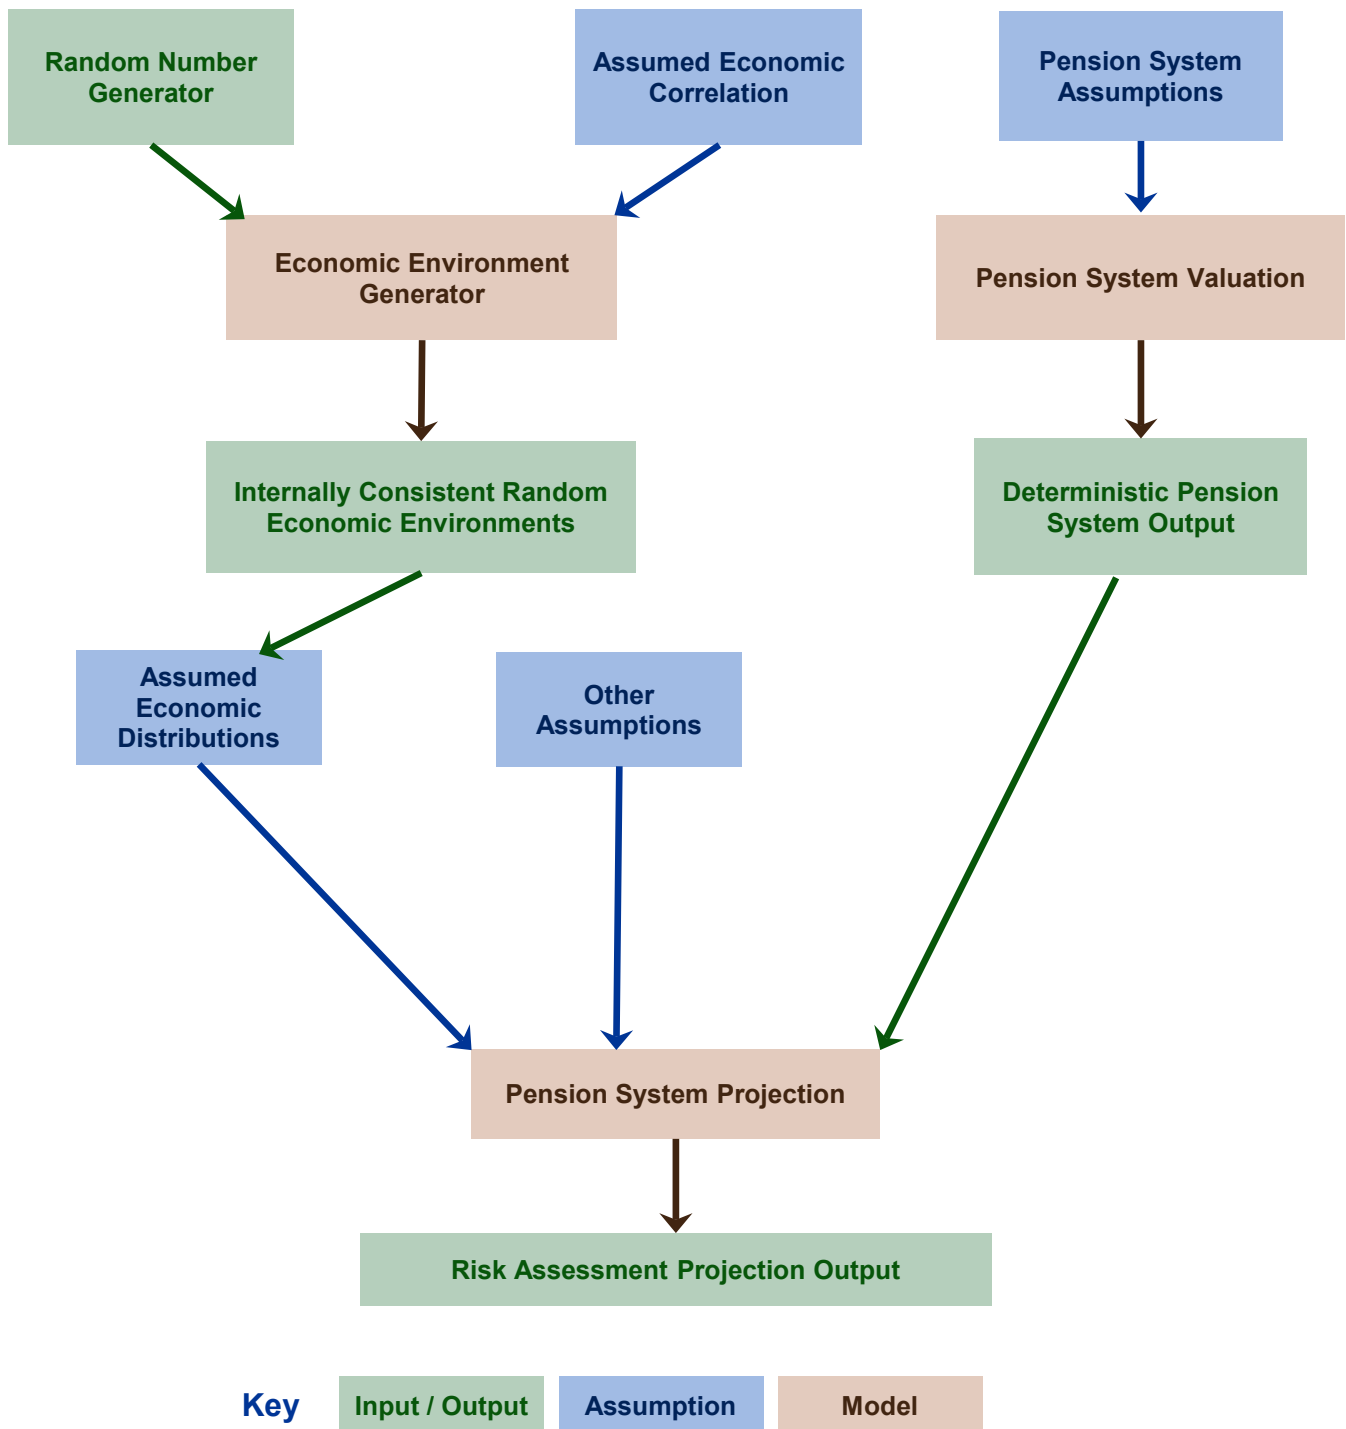 Random Number
Generator
Assumed Economic
Correlation
Pension System
Assumptions
Economic Environment
Generator
Pension System Valuation
Internally Consistent Random
Economic Environments
Deterministic Pension
System Output
Assumed
Economic
Distributions
Other
Assumptions
Pension System Projection
Risk Assessment Projection Output
Key
Input / Output
Assumption
Model